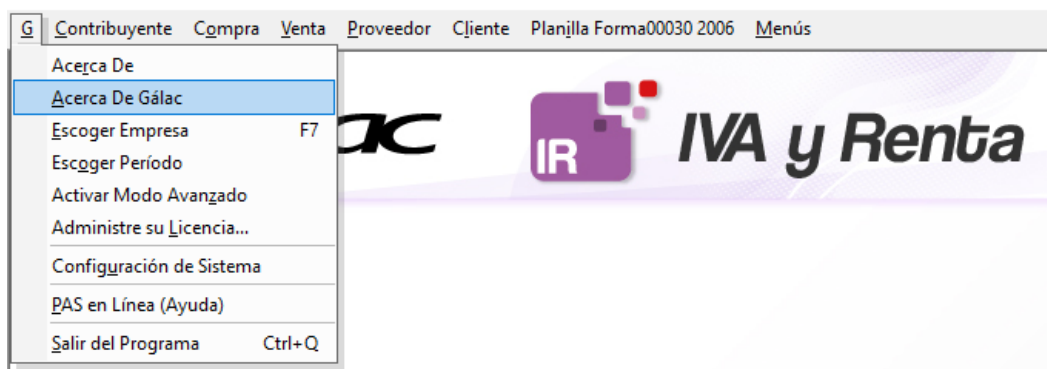 G Contribuyente Compra Venta Proveedor Cliente Planilla Forma00030 2006 Menús
Acerca De
Acerca De Gálac
Escoger Empresa F7
Escoger Período
Activar Modo Avanzado
Administre su Licencia...
Configuración de Sistema
PAS en Línea (Ayuda)
Salir del Programa Ctrl+Q
ac
IR
IVA y Renta